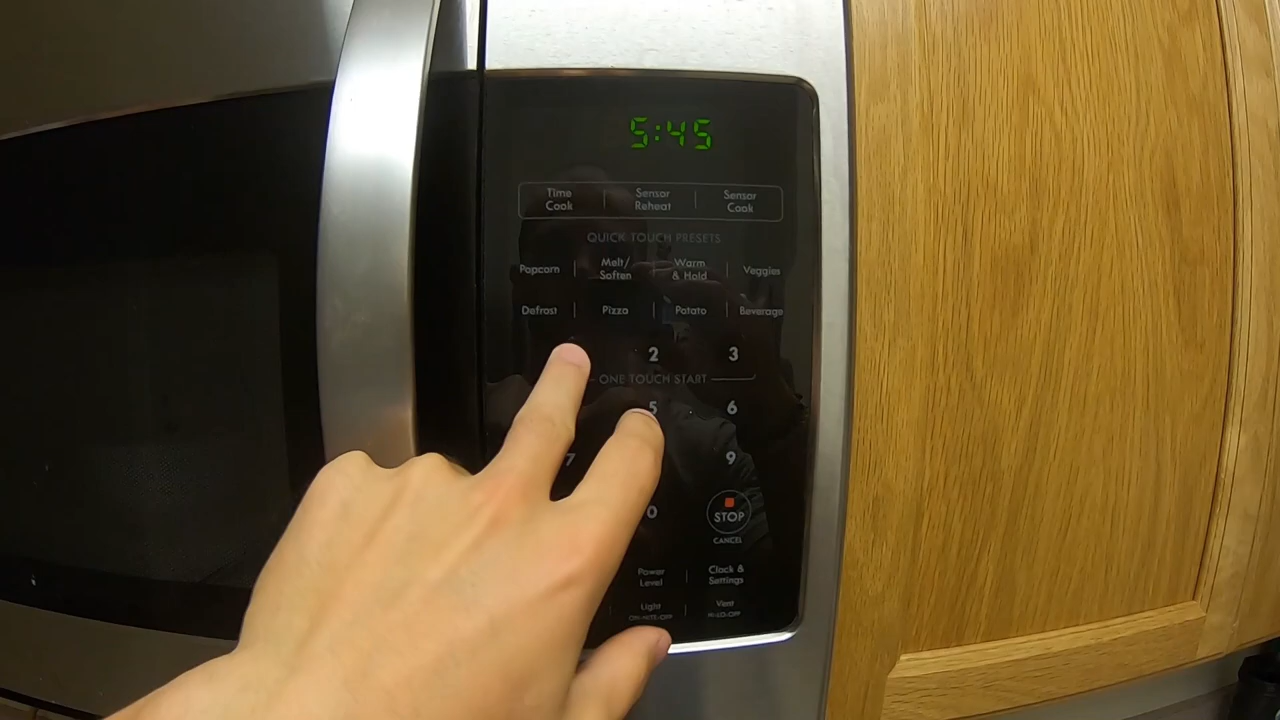 5:45
Time Cook | Sensor Reheat | Sensor Cook
QUICK TOUCH PRESETS
Popcorn | Melt/ Soften | Warm & Hold | Veggies
Defrost | Pizza | Potato | Beverage
2 3
ONE TOUCH START
5 6
7 9
0 STOP
CANCEL
Power Level | Clock & Settings
Light | Vent
ON-NITE-OFF HI-LO-OFF